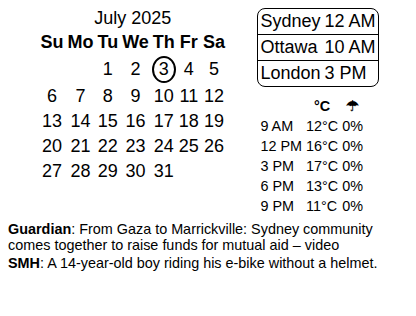 July 2025
Su Mo Tu We Th Fr Sa
1 2 3 4 5
6 7 8 9 10 11 12
13 14 15 16 17 18 19
20 21 22 23 24 25 26
27 28 29 30 31
Sydney 12 AM
Ottawa 10 AM
London 3 PM
°C ☂
9 AM 12°C 0%
12 PM 16°C 0%
3 PM 17°C 0%
6 PM 13°C 0%
9 PM 11°C 0%
Guardian: From Gaza to Marrickville: Sydney community
comes together to raise funds for mutual aid – video
SMH: A 14-year-old boy riding his e-bike without a helmet.